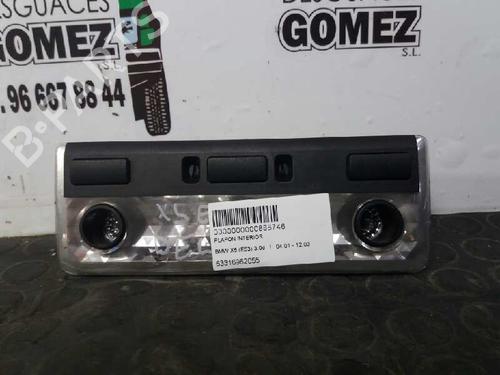 DESGUACES
GOMEZ
S.L.
96 667 88 44
DESGUACES
GOMEZ
S.L.
B-PARTS
X5 E
PLAFON INTERIOR
BMW X5 (E53) 3.0d | 04.01 - 12.03
63316962055